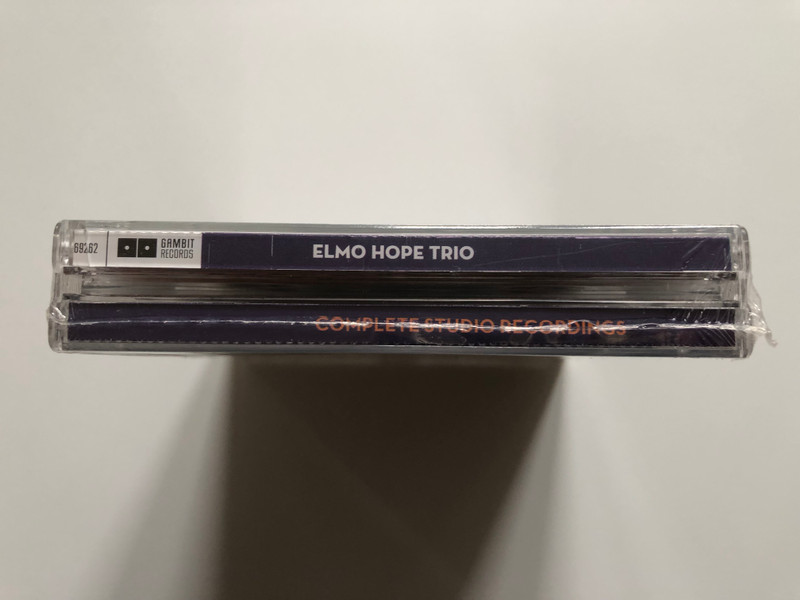 69262
GAMBIT
RECORDS
ELMO HOPE TRIO
COMPLETE STUDIO RECORDINGS